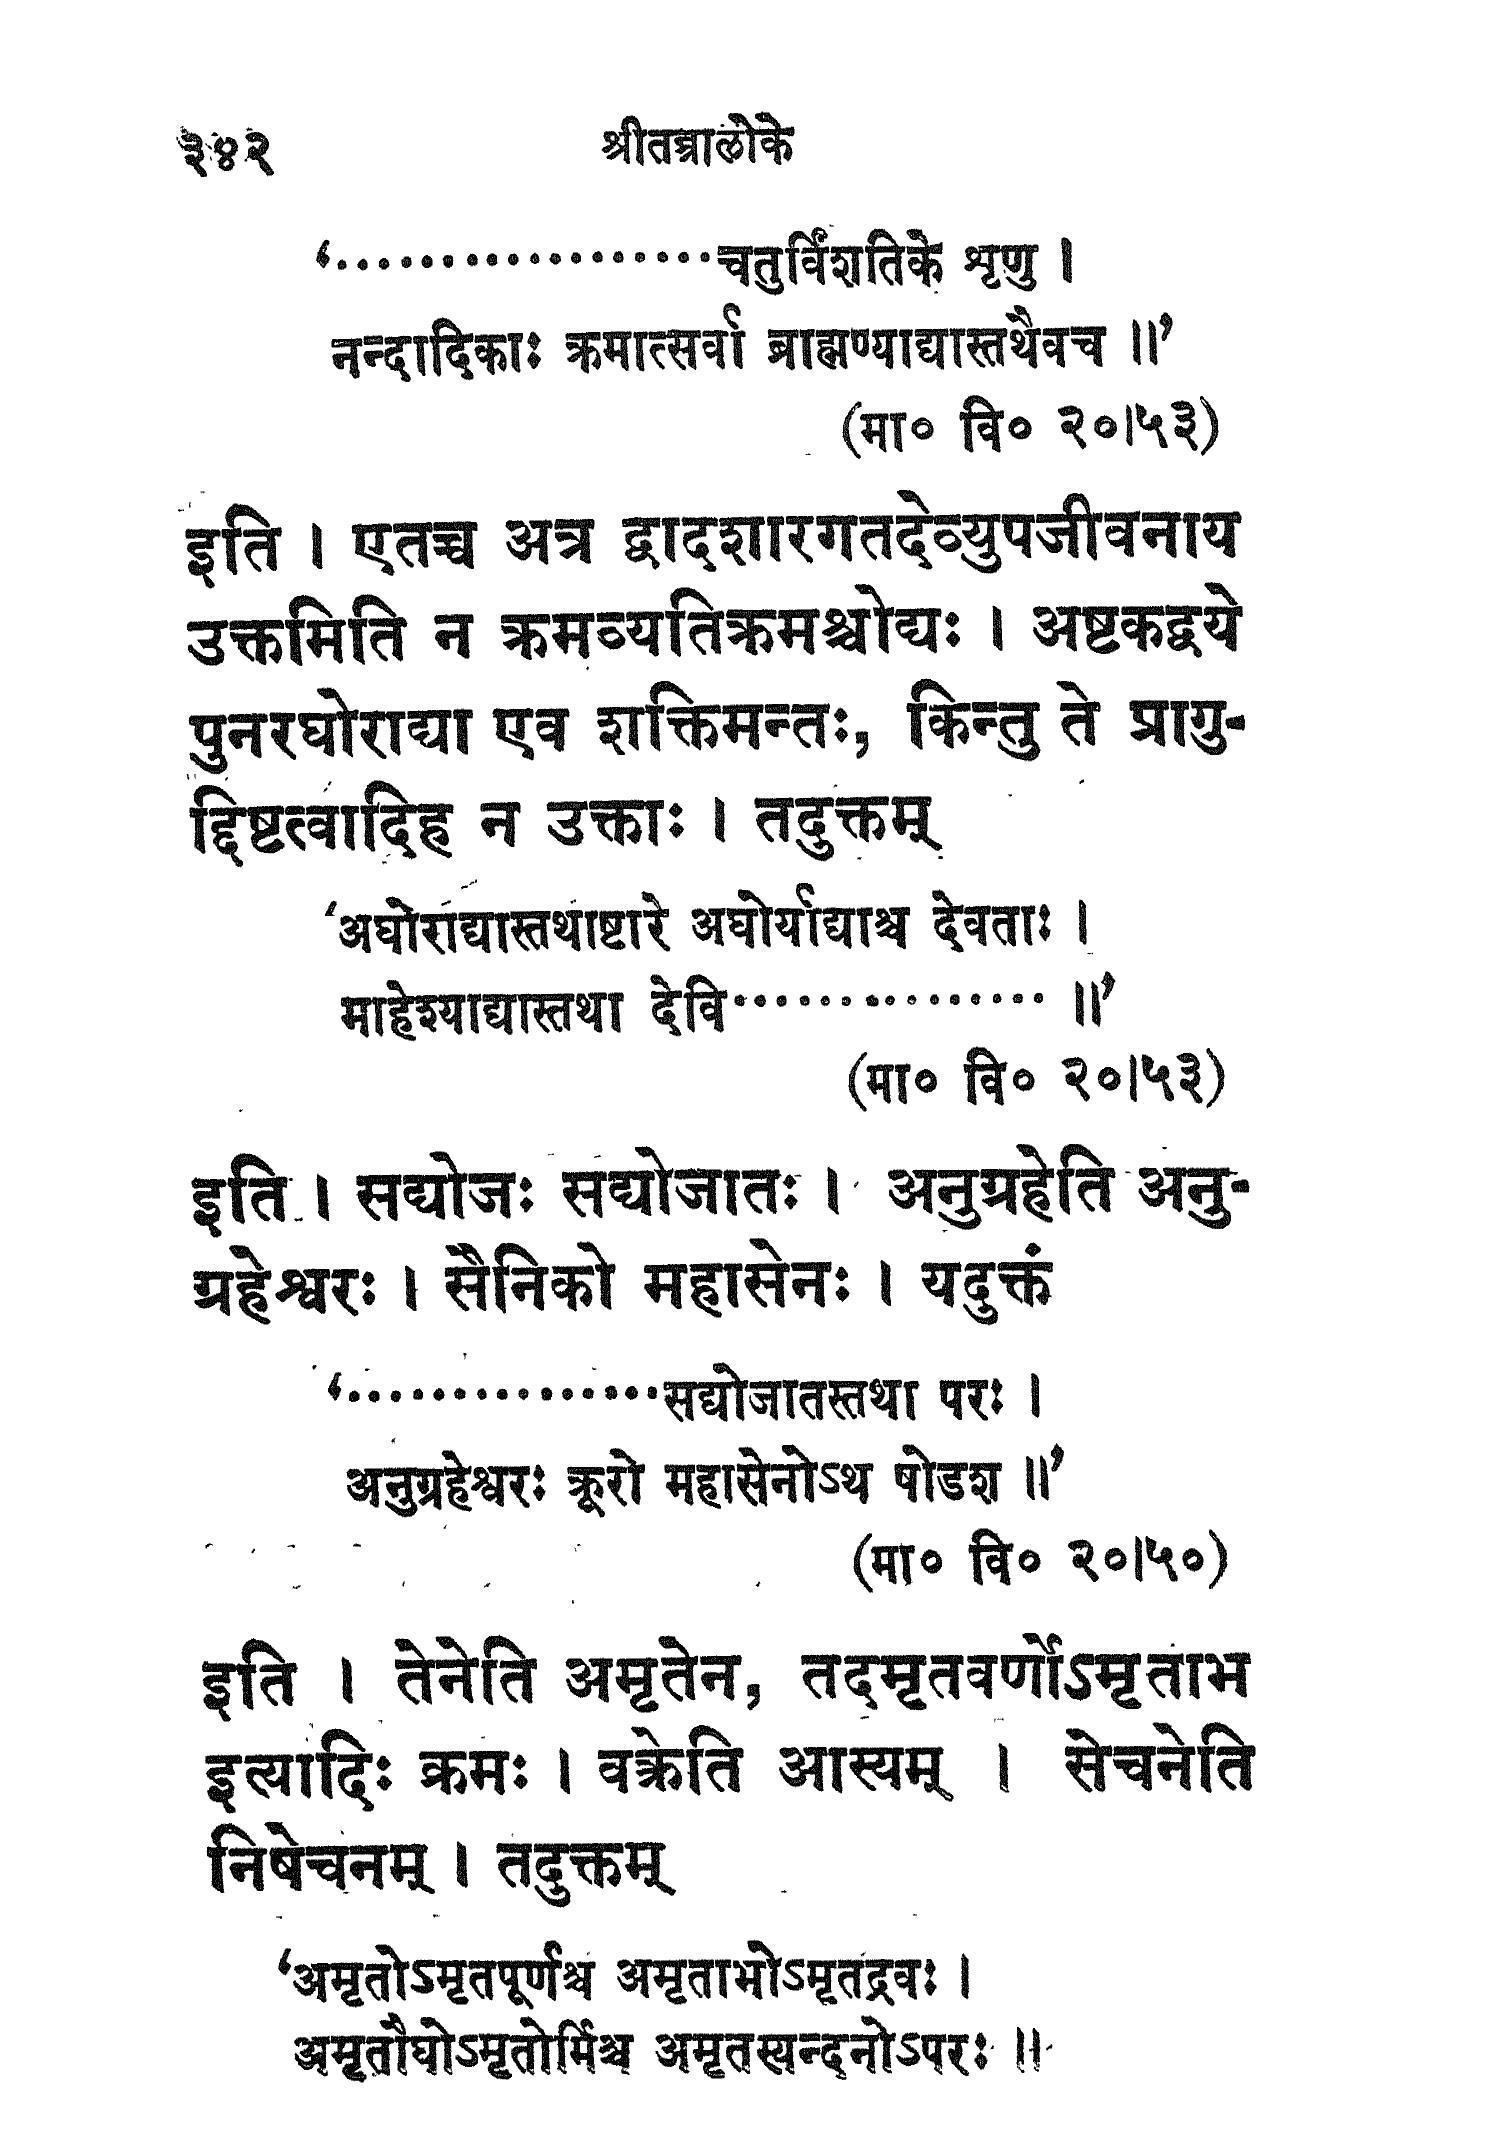 ३४२ श्रीतन्त्रालोके
‘··················चतुर्विंशतिके शृणु ।
नन्दादिकाः क्रमात्सर्वा ब्राह्मण्याद्यास्तथैवच ॥’
(मा० वि० २०।५३)
इति । एतच्च अत्र द्वादशारगतदेव्युपजीवनाय
उक्तमिति न क्रमव्यतिक्रमश्चोद्यः । अष्टकद्वये
पुनरघोराद्या एव शक्तिमन्तः, किन्तु ते प्रागु-
द्दिष्टत्वादिह न उक्ताः । तदुक्तम्
‘अघोराद्यास्तथाष्टारे अघोर्याद्याश्च देवताः ।
माहेश्याद्यास्तथा देवि··············· ॥’
(मा० वि० २०।५३)
इति । सद्योजः सद्योजातः । अनुग्रहेति अनु-
ग्रहेश्वरः । सैनिको महासेनः । यदुक्तं
‘···············सद्योजातस्तथा परः ।
अनुग्रहेश्वरः क्रूरो महासेनोऽथ षोडश ॥’
(मा० वि० २०।५०)
इति । तेनेति अमृतेन, तदमृतवर्णोऽमृताभ
इत्यादिः क्रमः । वक्रेति आस्यम् । सेचनेति
निषेचनम् । तदुक्तम्
‘अमृतोऽमृतपूर्णश्च अमृताभोऽमृतद्रवः ।
अमृतौघोऽमृतोर्मिश्च अमृतस्यन्दनोऽपरः ॥